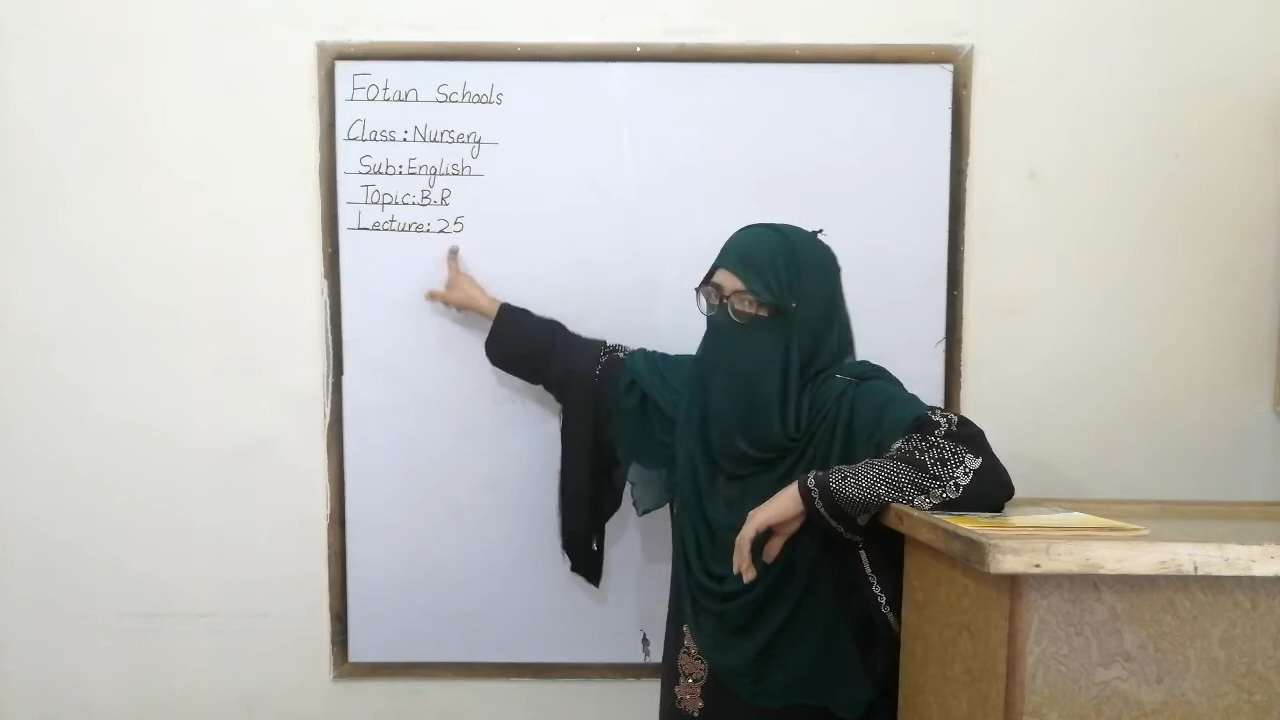 Fotan Schools
Class: Nursery
Sub: English
Topic: B.R
Lecture: 25